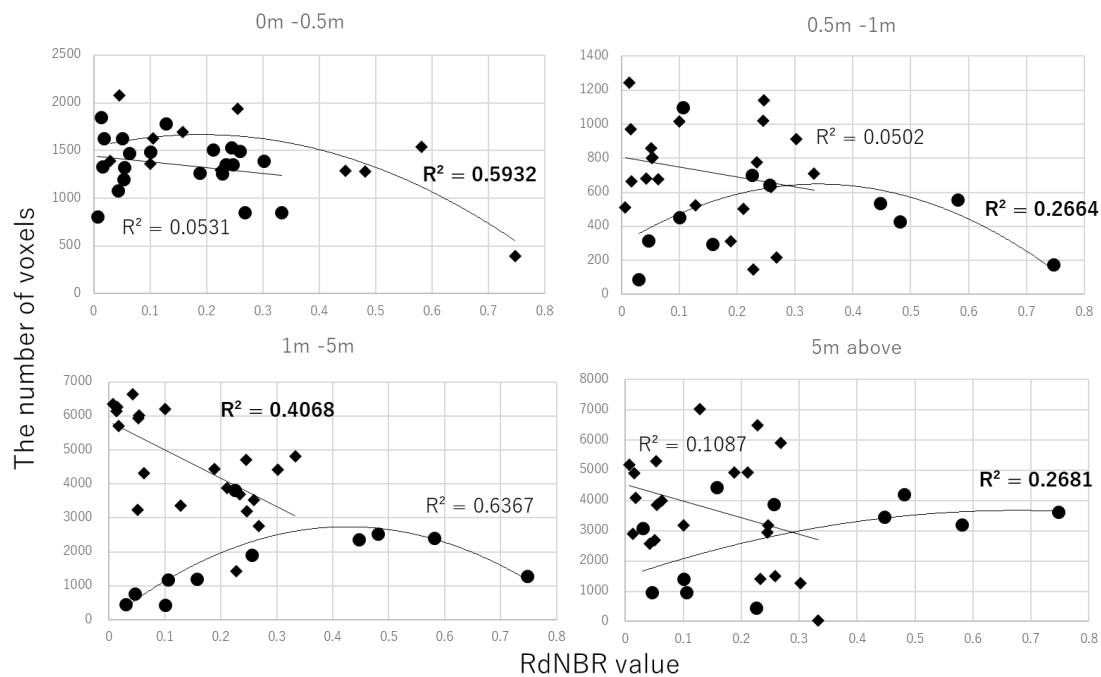 0m -0.5m
2500
2000
1500
1000
500
0
R² = 0.5932
R² = 0.0531
0 0.1 0.2 0.3 0.4 0.5 0.6 0.7 0.8
0.5m -1m
1400
1200
1000
800
600
400
200
0
R² = 0.0502
R² = 0.2664
0 0.1 0.2 0.3 0.4 0.5 0.6 0.7 0.8
The number of voxels
1m -5m
7000
6000
5000
4000
3000
2000
1000
0
R² = 0.4068
R² = 0.6367
0 0.1 0.2 0.3 0.4 0.5 0.6 0.7 0.8
5m above
8000
7000
6000
5000
4000
3000
2000
1000
0
R² = 0.1087
R² = 0.2681
0 0.1 0.2 0.3 0.4 0.5 0.6 0.7 0.8
RdNBR value